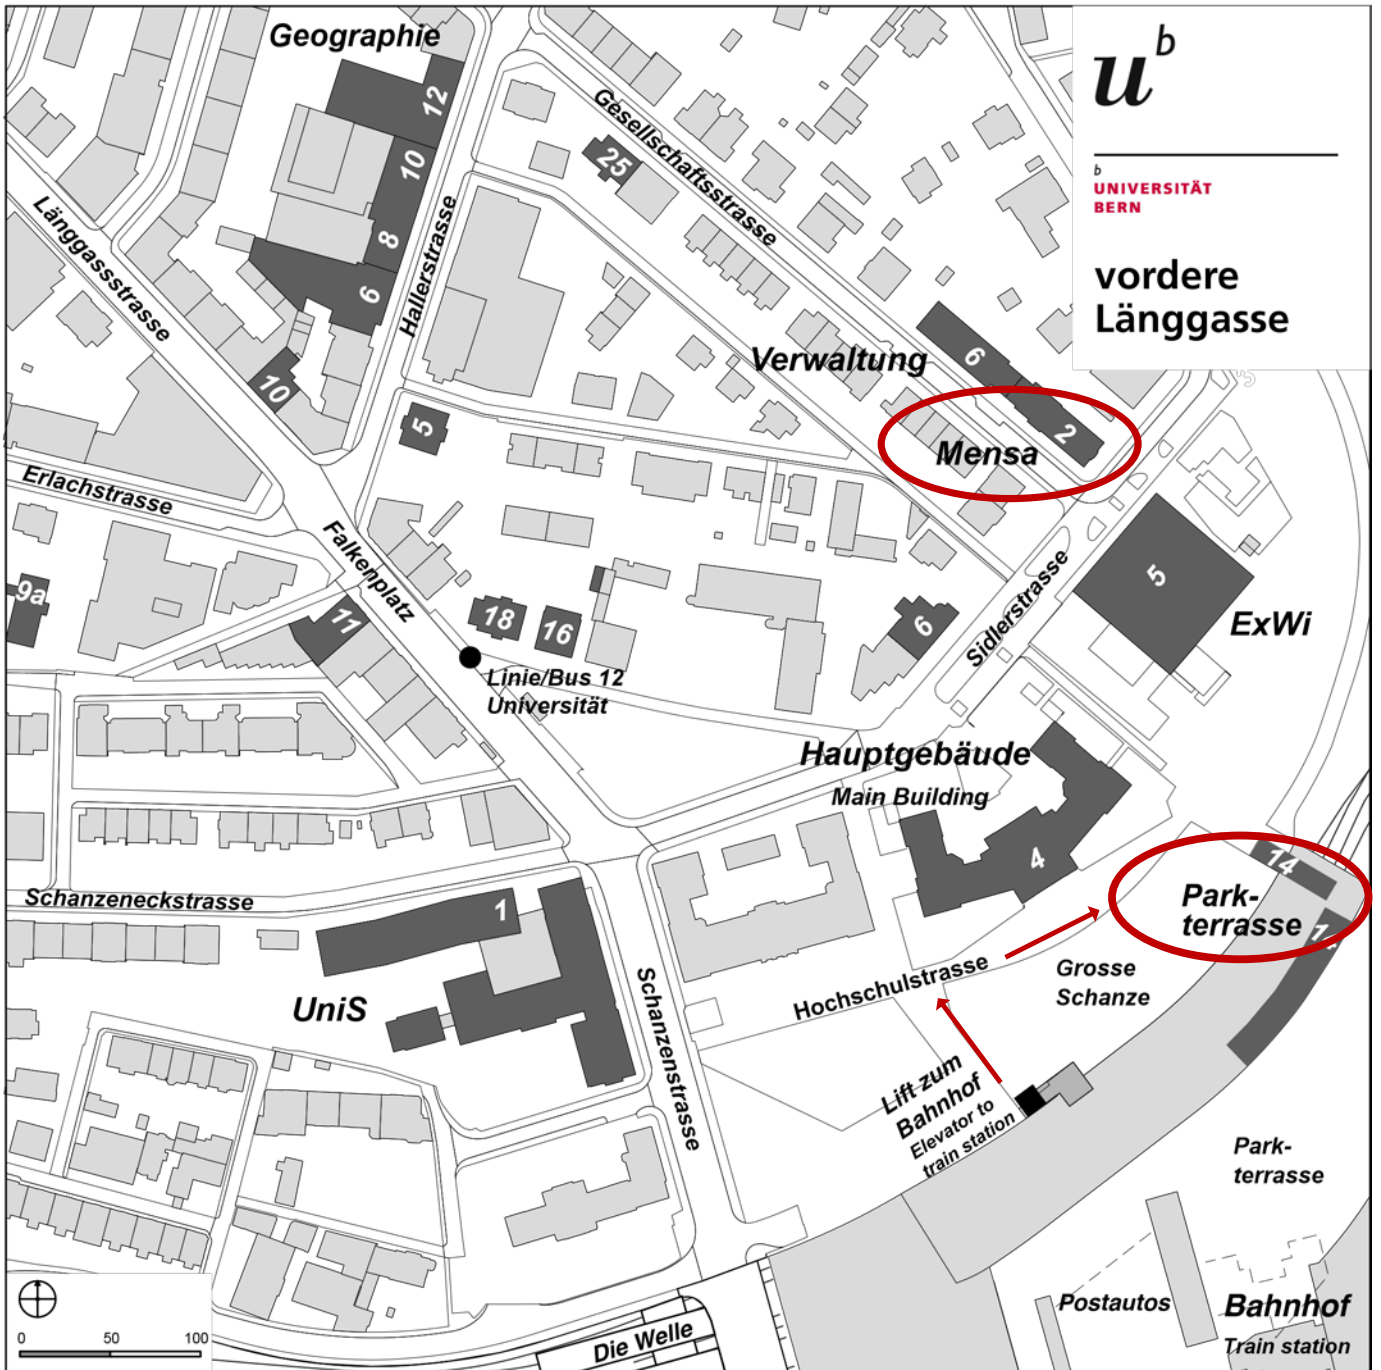 Geographie
u^b
b
UNIVERSITÄT
BERN
vordere
Länggasse
12
10
8
6
10
25
Gesellschaftsstrasse
Länggassstrasse
Hallerstrasse
Verwaltung
6
2
Mensa
5
Erlachstrasse
Falkenplatz
9a
11
18
16
Linie/Bus 12
Universität
6
Sidlerstrasse
5
ExWi
Hauptgebäude
Main Building
4
14
Park-
terrasse
Schanzeneckstrasse
1
UniS
Schanzenstrasse
Hochschulstrasse
Grosse
Schanze
Lift zum
Bahnhof
Elevator to
train station
Park-
terrasse
Postautos
Bahnhof
Train station
Die Welle
0 50 100